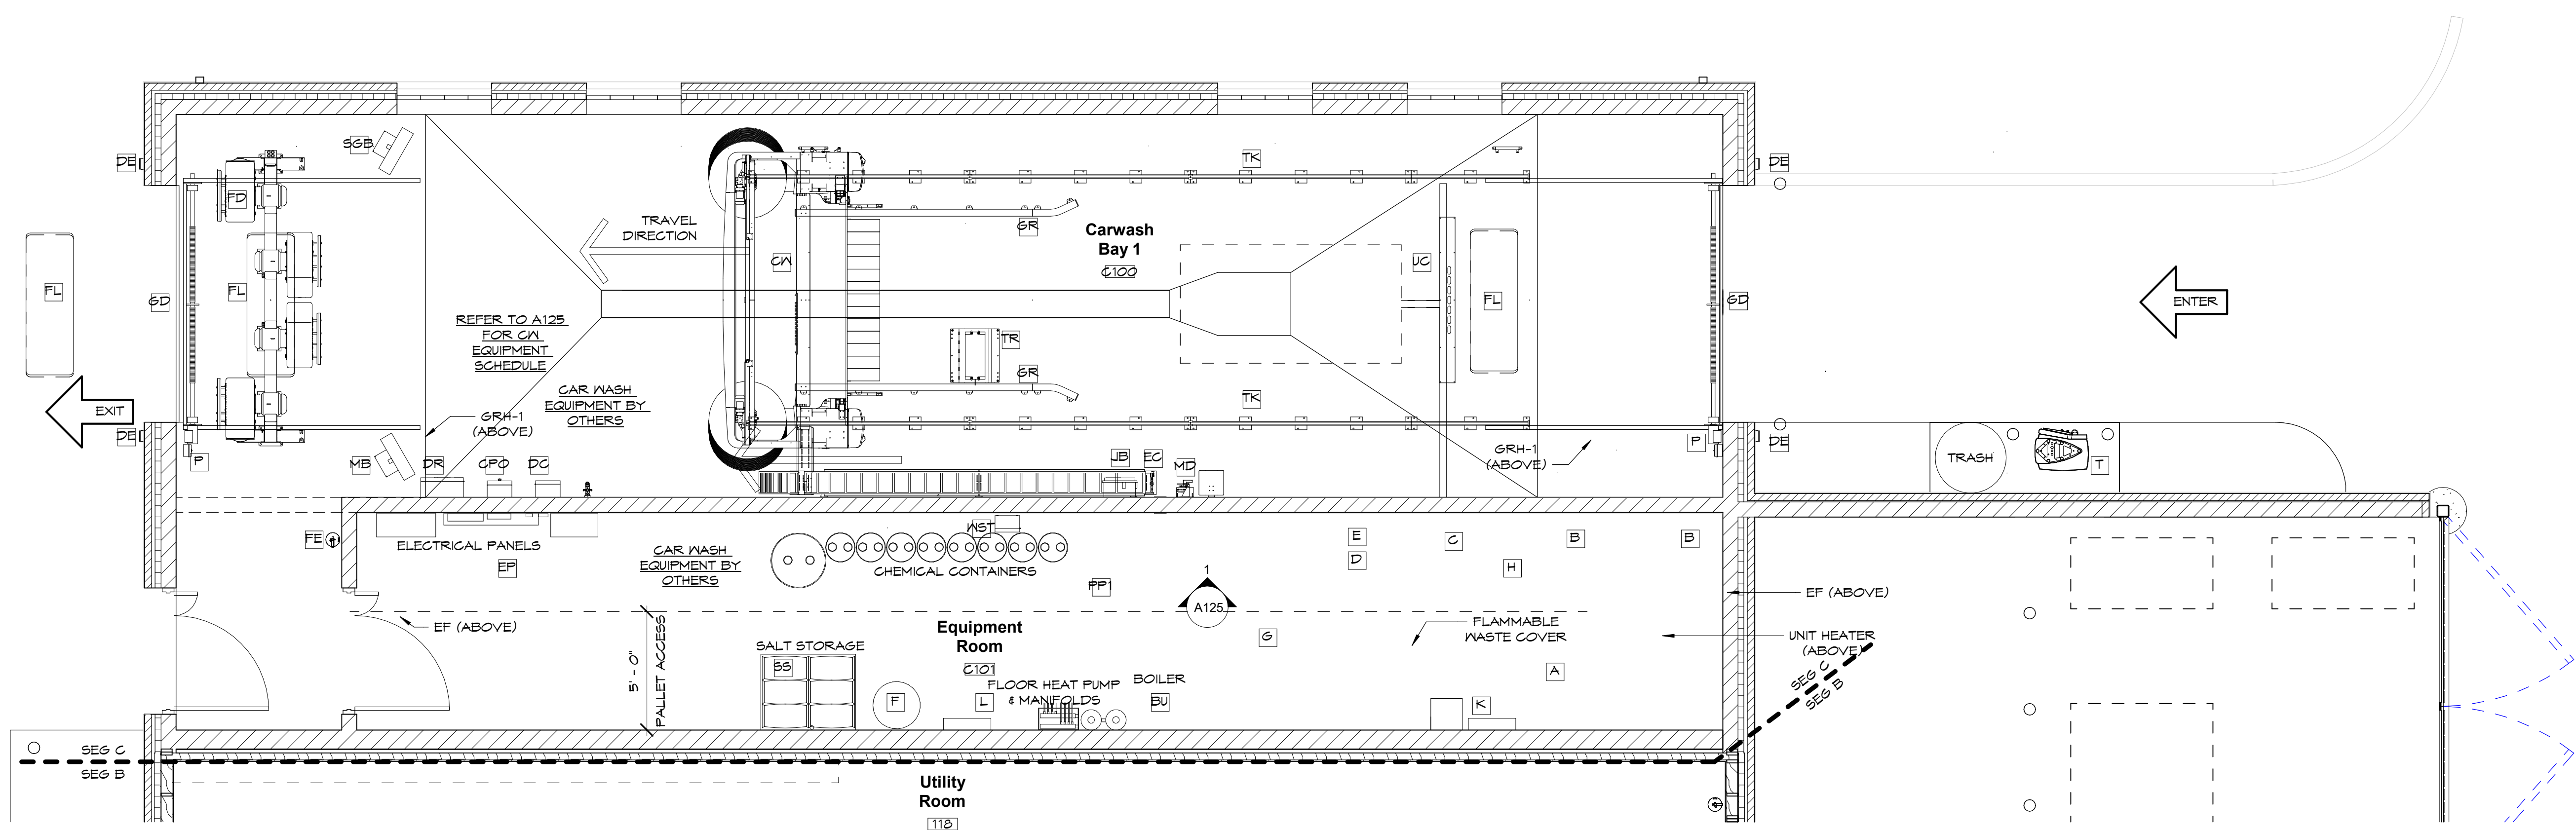 SGB
DE
TK
DE
FD
TRAVEL
DIRECTION
GR
Carwash
Bay 1
C100
CW
UC
FL
GD
FL
FL
GD
ENTER
REFER TO A125
FOR CW
EQUIPMENT
SCHEDULE
TR
GR
CAR WASH
EQUIPMENT BY
OTHERS
TK
EXIT
GRH-1
(ABOVE)
DE
P
MB
DR
CPO
DC
JB
EC
MD
GRH-1
(ABOVE)
P
DE
TRASH
T
FE
ELECTRICAL PANELS
EP
CAR WASH
EQUIPMENT BY
OTHERS
WST
CHEMICAL CONTAINERS
PP1
E
D
C
H
B
B
1
A125
EF (ABOVE)
EF (ABOVE)
5' - 0"
PALLET ACCESS
Equipment
Room
C101
G
FLAMMABLE
WASTE COVER
UNIT HEATER
(ABOVE)
SALT STORAGE
SS
F
L
FLOOR HEAT PUMP
& MANIFOLDS
BOILER
BU
A
K
SEG C
SEG B
SEG C
SEG B
Utility
Room
118